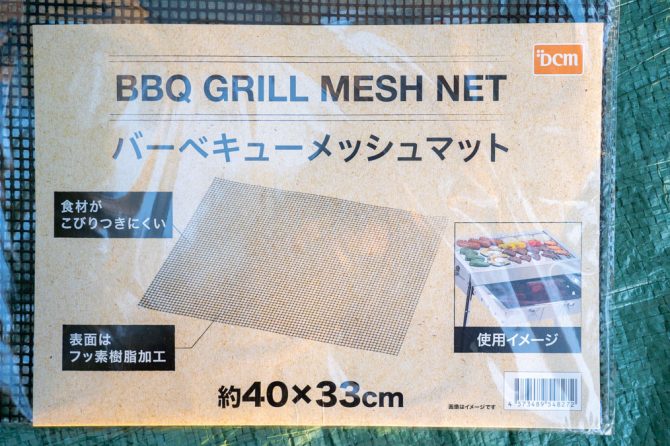 DCM
BBQ GRILL MESH NET
バーベキューメッシュマット
食材が
こびりつきにくい
表面は
フッ素樹脂加工
使用イメージ
約40×33cm
画像はイメージです
4 573489 548272